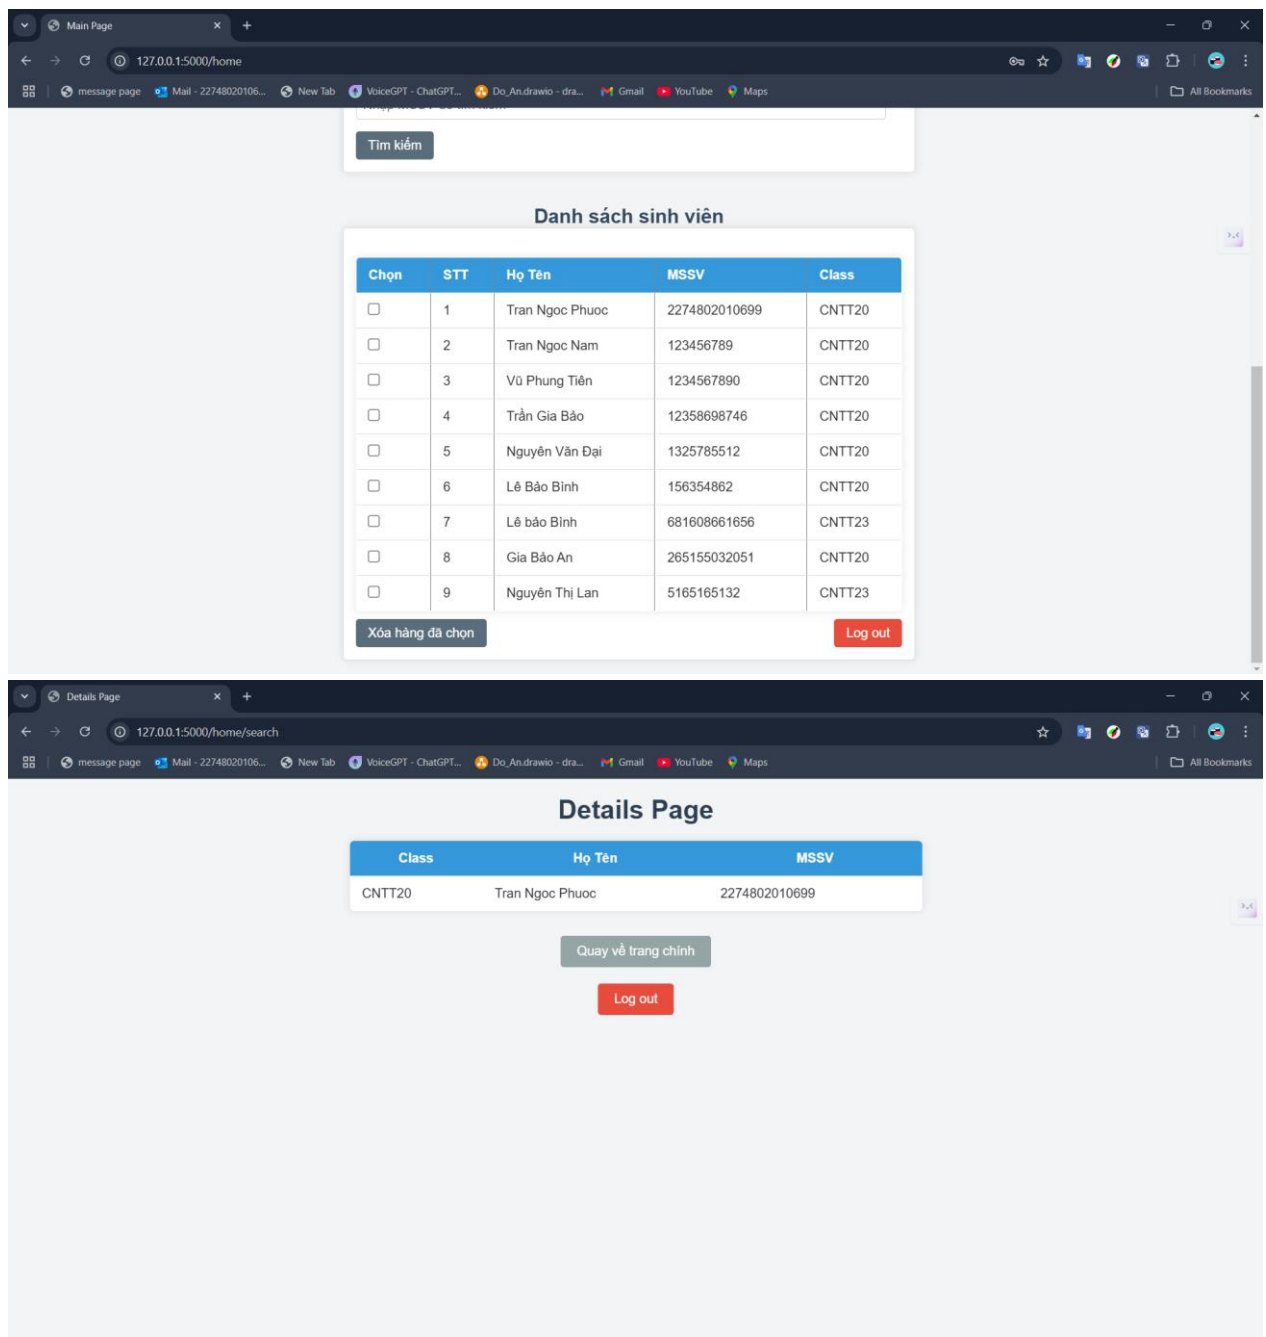 Main Page
127.0.0.1:5000/home
message page Mail - 22748020106... New Tab VoiceGPT - ChatGPT... Do_An.drawio - dra... Gmail YouTube Maps All Bookmarks
Tìm kiếm
Danh sách sinh viên
Chọn STT Họ Tên MSSV Class
1 Tran Ngoc Phuoc 2274802010699 CNTT20
2 Tran Ngoc Nam 123456789 CNTT20
3 Vũ Phung Tiên 1234567890 CNTT20
4 Trần Gia Bảo 12358698746 CNTT20
5 Nguyên Văn Đại 1325785512 CNTT20
6 Lê Bảo Bình 156354862 CNTT20
7 Lê bảo Bình 681608661656 CNTT23
8 Gia Bảo An 265155032051 CNTT20
9 Nguyên Thị Lan 5165165132 CNTT23
Xóa hàng đã chọn Log out
Details Page
127.0.0.1:5000/home/search
message page Mail - 22748020106... New Tab VoiceGPT - ChatGPT... Do_An.drawio - dra... Gmail YouTube Maps All Bookmarks
Details Page
Class Họ Tên MSSV
CNTT20 Tran Ngoc Phuoc 2274802010699
Quay về trang chính
Log out